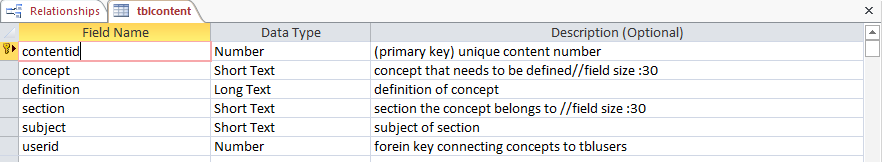 Relationships tblcontent
Field Name Data Type Description (Optional)
contentid Number (primary key) unique content number
concept Short Text concept that needs to be defined//field size :30
definition Long Text definition of concept
section Short Text section the concept belongs to //field size :30
subject Short Text subject of section
userid Number forein key connecting concepts to tblusers